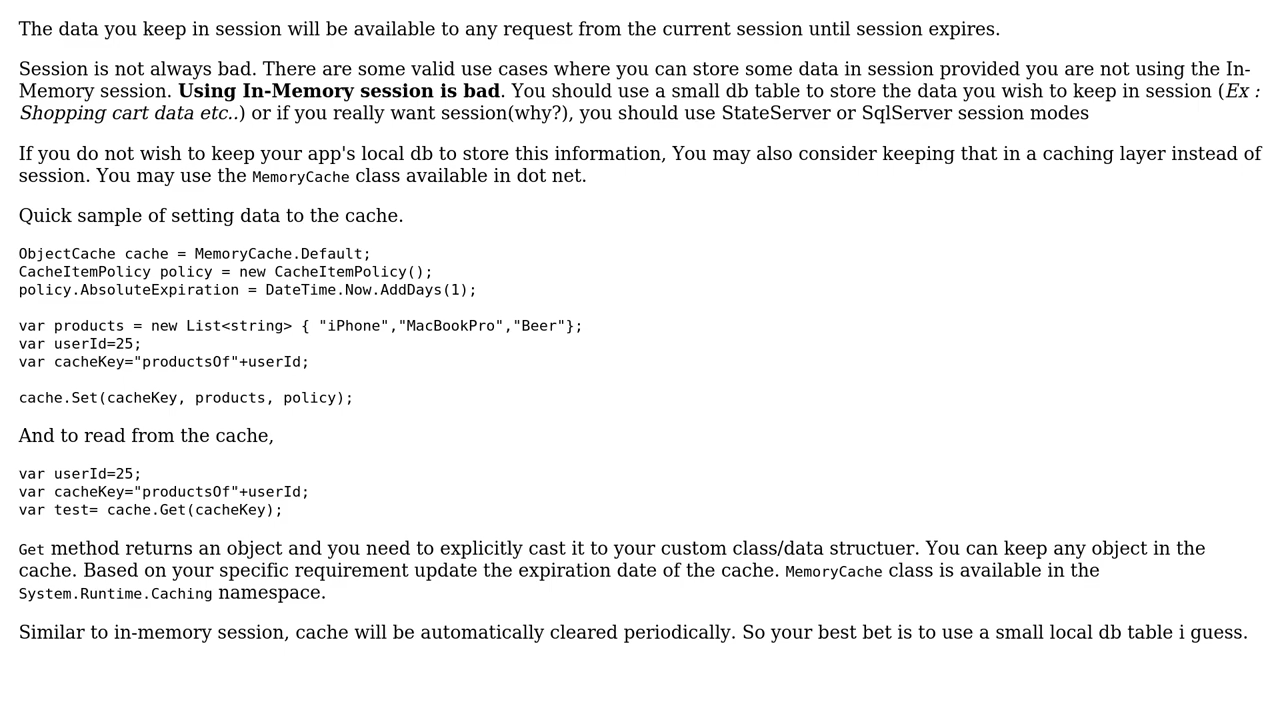 The data you keep in session will be available to any request from the current session until session expires.
Session is not always bad. There are some valid use cases where you can store some data in session provided you are not using the In-
Memory session. Using In-Memory session is bad. You should use a small db table to store the data you wish to keep in session (Ex :
Shopping cart data etc..) or if you really want session(why?), you should use StateServer or SqlServer session modes
If you do not wish to keep your app's local db to store this information, You may also consider keeping that in a caching layer instead of
session. You may use the MemoryCache class available in dot net.
Quick sample of setting data to the cache.
ObjectCache cache = MemoryCache.Default;
CacheItemPolicy policy = new CacheItemPolicy();
policy.AbsoluteExpiration = DateTime.Now.AddDays(1);
var products = new List<string> { "iPhone","MacBookPro","Beer"};
var userId=25;
var cacheKey="productsOf"+userId;
cache.Set(cacheKey, products, policy);
And to read from the cache,
var userId=25;
var cacheKey="productsOf"+userId;
var test= cache.Get(cacheKey);
Get method returns an object and you need to explicitly cast it to your custom class/data structuer. You can keep any object in the
cache. Based on your specific requirement update the expiration date of the cache. MemoryCache class is available in the
System.Runtime.Caching namespace.
Similar to in-memory session, cache will be automatically cleared periodically. So your best bet is to use a small local db table i guess.